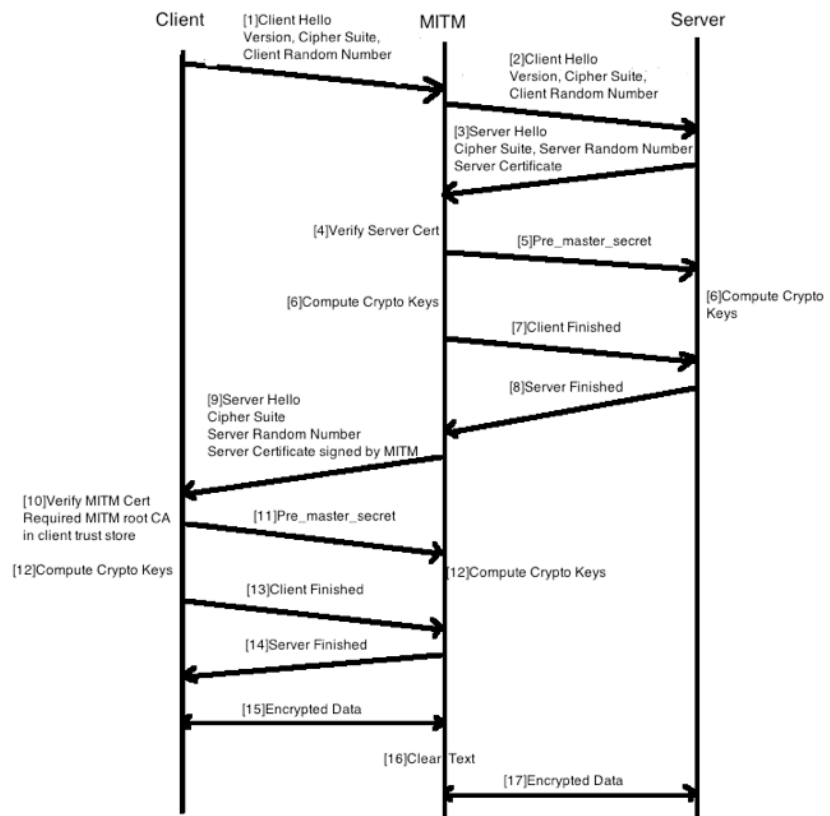 Client
MITM
Server
[1]Client Hello
Version, Cipher Suite,
Client Random Number
[2]Client Hello
Version, Cipher Suite,
Client Random Number
[3]Server Hello
Cipher Suite, Server Random Number
Server Certificate
[4]Verify Server Cert
[5]Pre_master_secret
[6]Compute Crypto Keys
[6]Compute Crypto
Keys
[7]Client Finished
[8]Server Finished
[9]Server Hello
Cipher Suite
Server Random Number
Server Certificate signed by MITM
[10]Verify MITM Cert
Required MITM root CA
in client trust store
[11]Pre_master_secret
[12]Compute Crypto Keys
[12]Compute Crypto Keys
[13]Client Finished
[14]Server Finished
[15]Encrypted Data
[16]Clear Text
[17]Encrypted Data